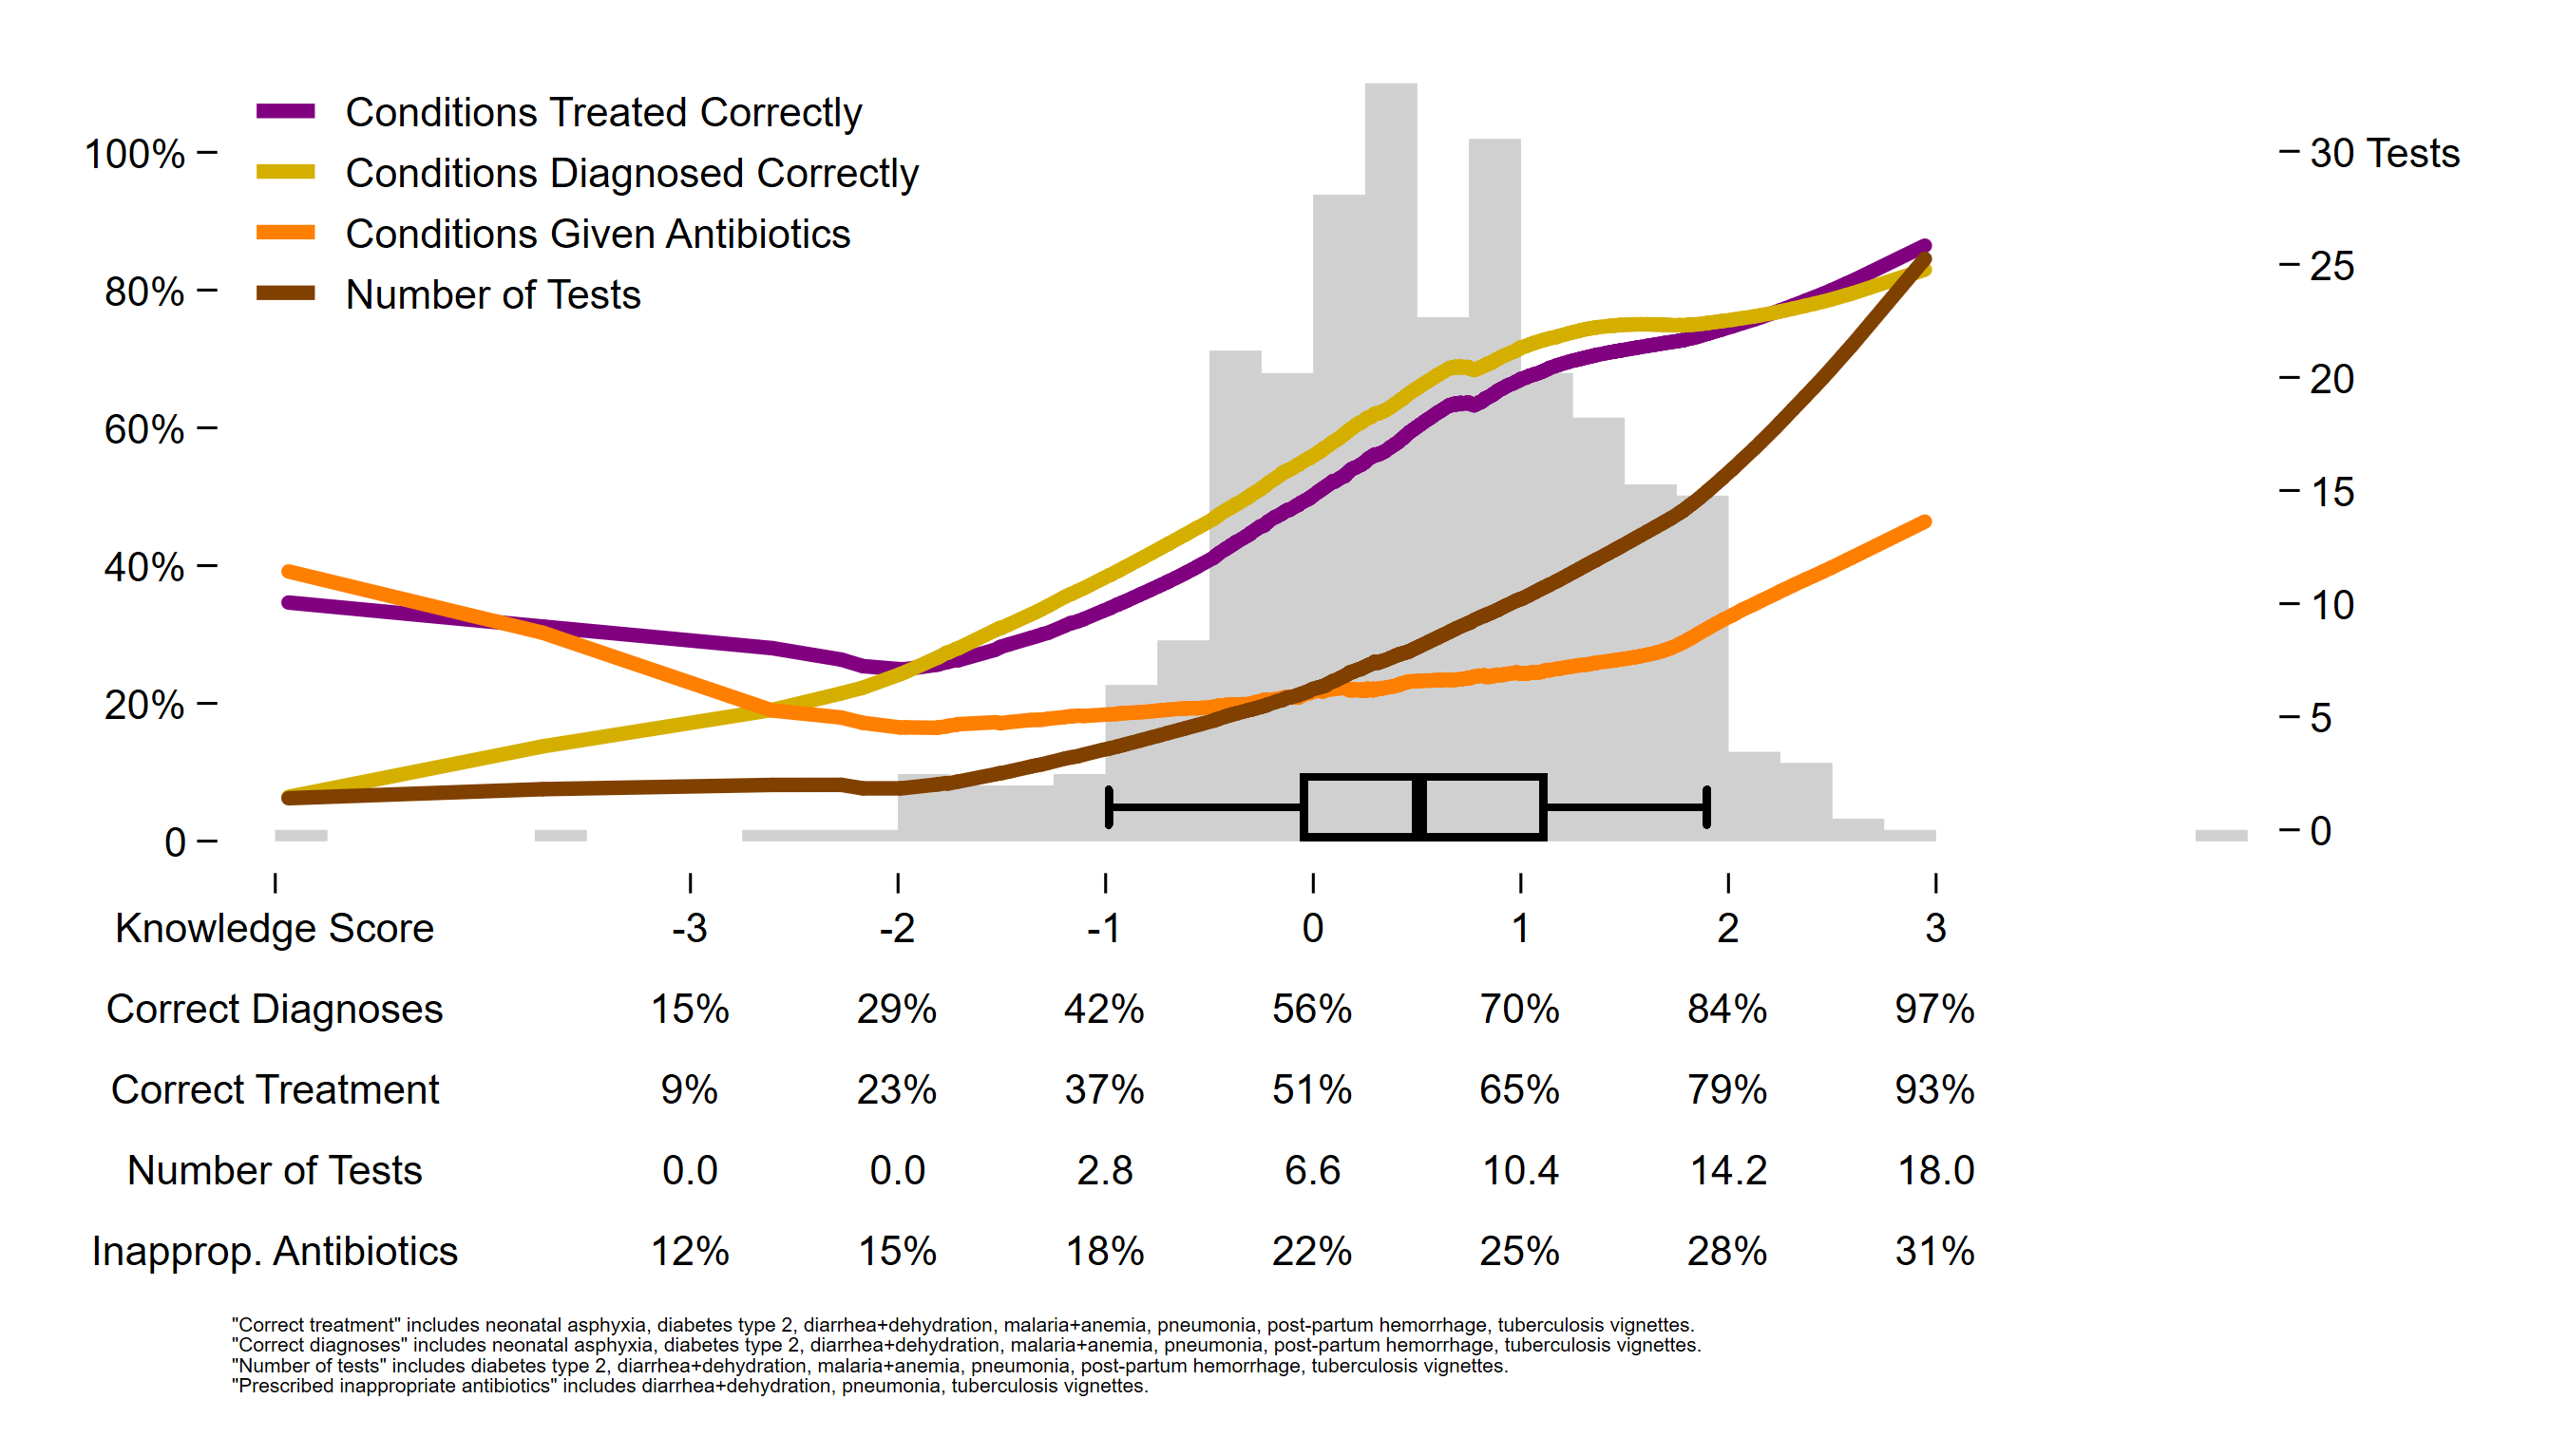 Conditions Treated Correctly
Conditions Diagnosed Correctly
Conditions Given Antibiotics
Number of Tests
100%
80%
60%
40%
20%
0
30 Tests
25
20
15
10
5
0
Knowledge Score -3 -2 -1 0 1 2 3
Correct Diagnoses 15% 29% 42% 56% 70% 84% 97%
Correct Treatment 9% 23% 37% 51% 65% 79% 93%
Number of Tests 0.0 0.0 2.8 6.6 10.4 14.2 18.0
Inapprop. Antibiotics 12% 15% 18% 22% 25% 28% 31%
"Correct treatment" includes neonatal asphyxia, diabetes type 2, diarrhea+dehydration, malaria+anemia, pneumonia, post-partum hemorrhage, tuberculosis vignettes.
"Correct diagnoses" includes neonatal asphyxia, diabetes type 2, diarrhea+dehydration, malaria+anemia, pneumonia, post-partum hemorrhage, tuberculosis vignettes.
"Number of tests" includes diabetes type 2, diarrhea+dehydration, malaria+anemia, pneumonia, post-partum hemorrhage, tuberculosis vignettes.
"Prescribed inappropriate antibiotics" includes diarrhea+dehydration, pneumonia, tuberculosis vignettes.